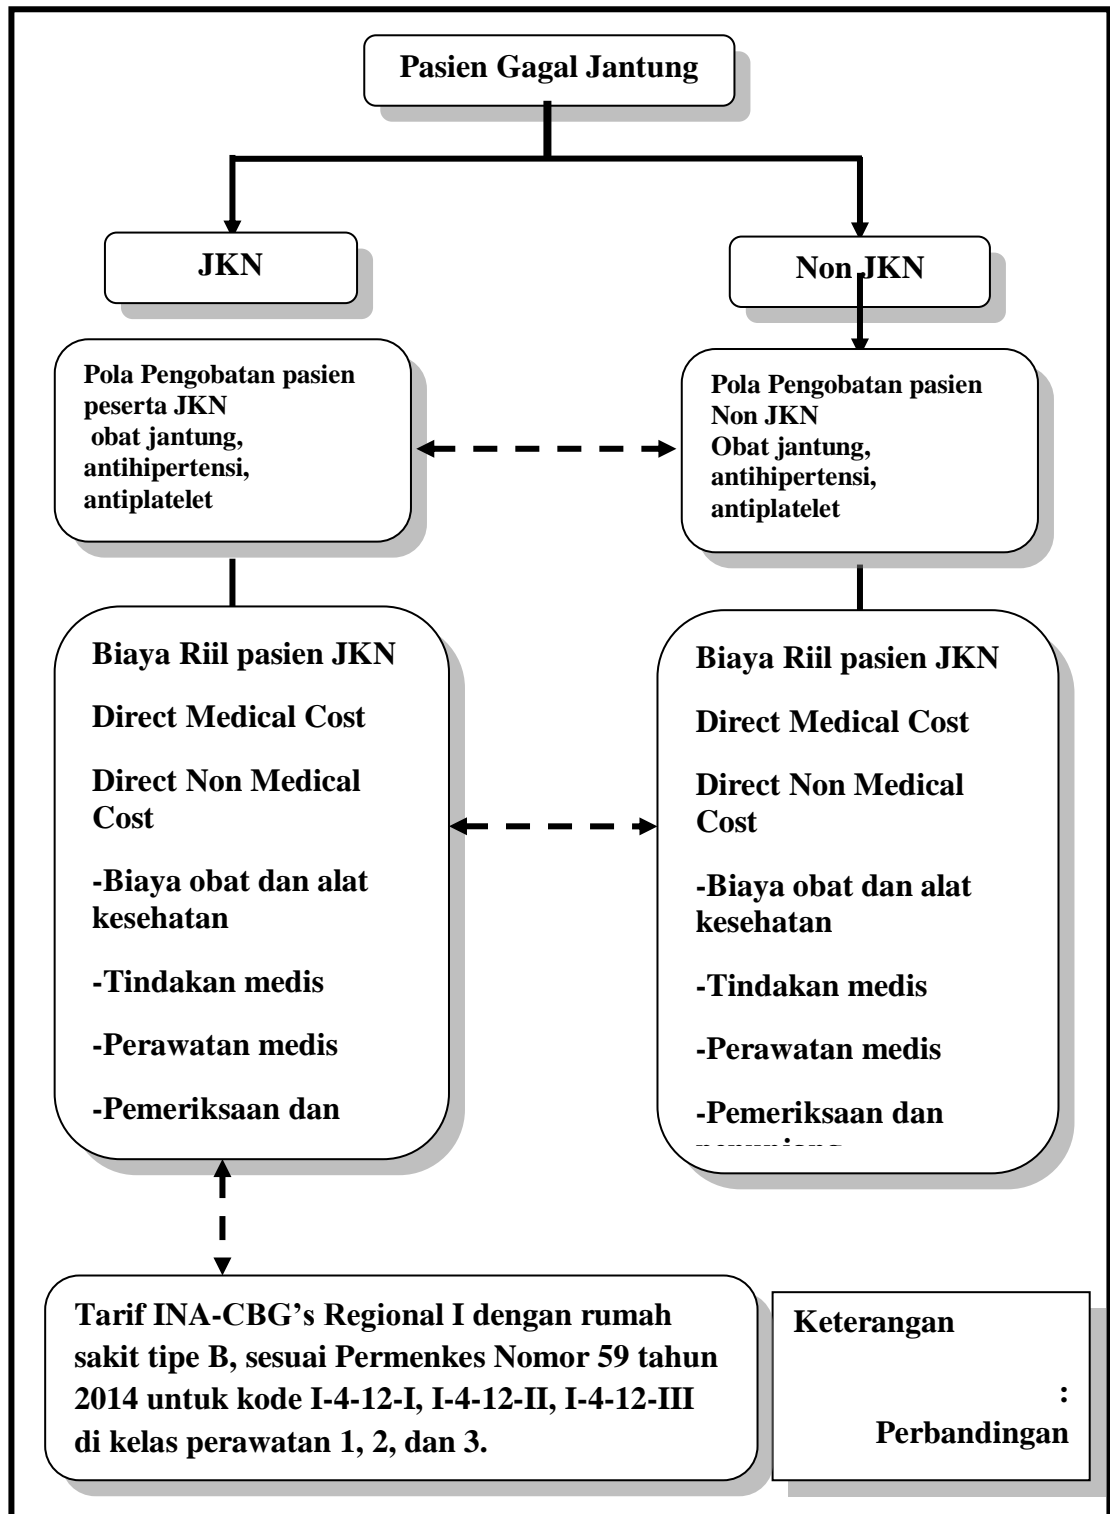 Pasien Gagal Jantung
JKN
Non JKN
Pola Pengobatan pasien
peserta JKN
obat jantung,
antihipertensi,
antiplatelet
Pola Pengobatan pasien
Non JKN
Obat jantung,
antihipertensi,
antiplatelet
Biaya Riil pasien JKN
Direct Medical Cost
Direct Non Medical
Cost
-Biaya obat dan alat
kesehatan
-Tindakan medis
-Perawatan medis
-Pemeriksaan dan
Biaya Riil pasien JKN
Direct Medical Cost
Direct Non Medical
Cost
-Biaya obat dan alat
kesehatan
-Tindakan medis
-Perawatan medis
-Pemeriksaan dan
Tarif INA-CBG’s Regional I dengan rumah
sakit tipe B, sesuai Permenkes Nomor 59 tahun
2014 untuk kode I-4-12-I, I-4-12-II, I-4-12-III
di kelas perawatan 1, 2, dan 3.
Keterangan
:
Perbandingan